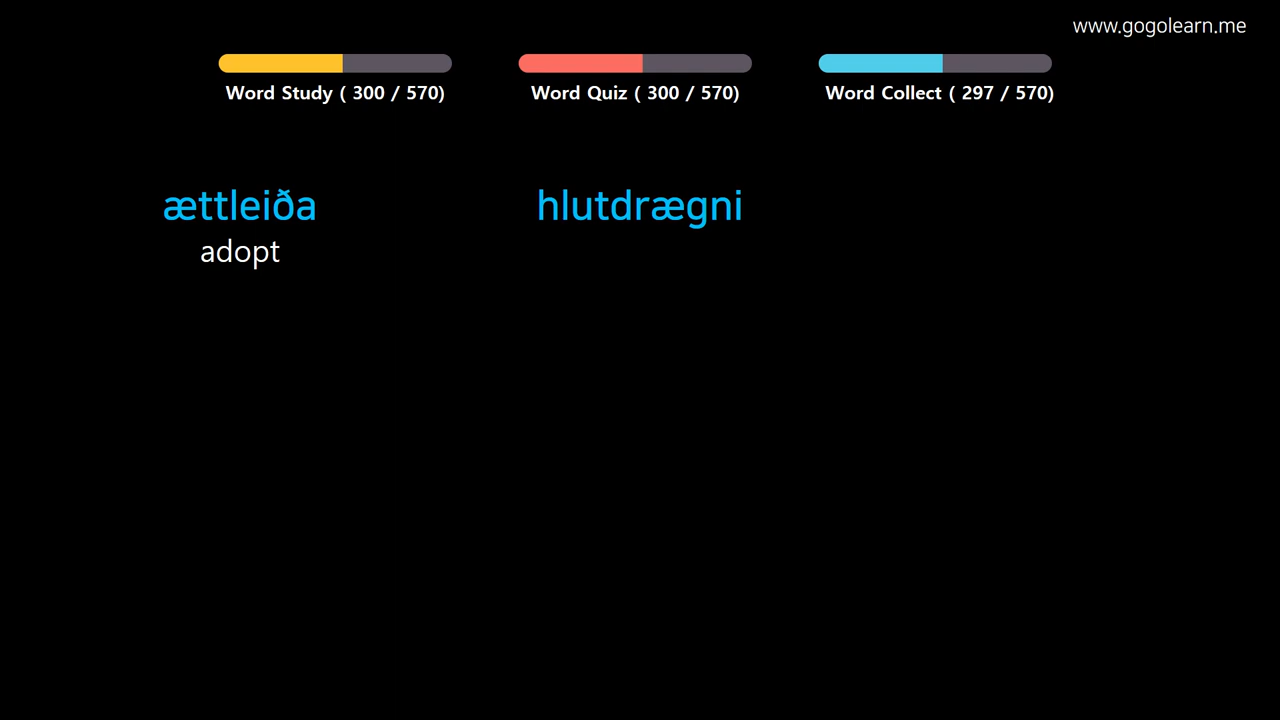 www.gogolearn.me
Word Study ( 300 / 570)
Word Quiz ( 300 / 570)
Word Collect ( 297 / 570)
ættleiða
adopt
hlutdrægni